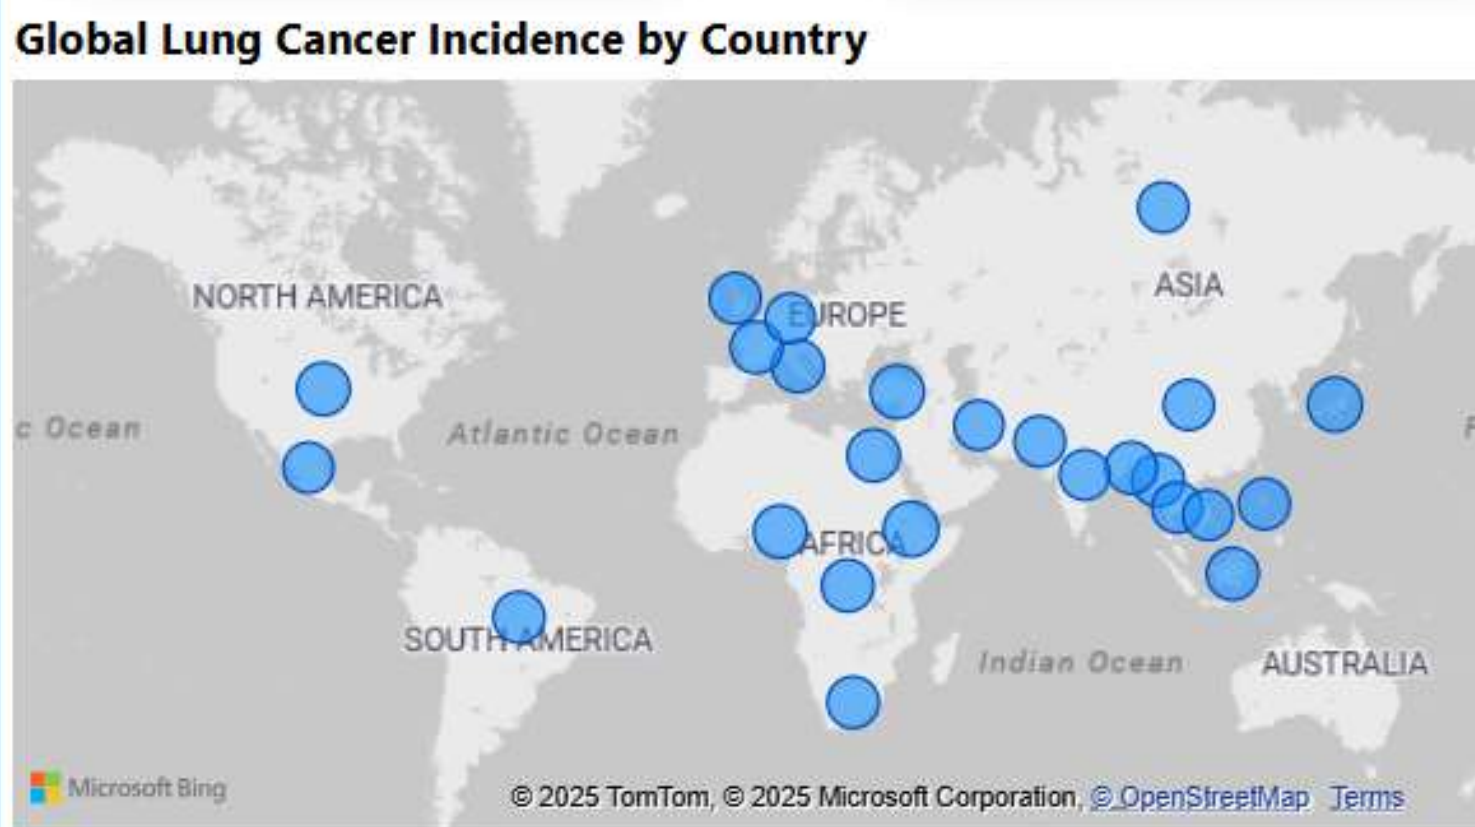 Global Lung Cancer Incidence by Country
NORTH AMERICA
ASIA
EUROPE
c Ocean
Atlantic Ocean
AFRICA
SOUTH AMERICA
Indian Ocean
AUSTRALIA
Microsoft Bing
© 2025 TomTom, © 2025 Microsoft Corporation, © OpenStreetMap Terms